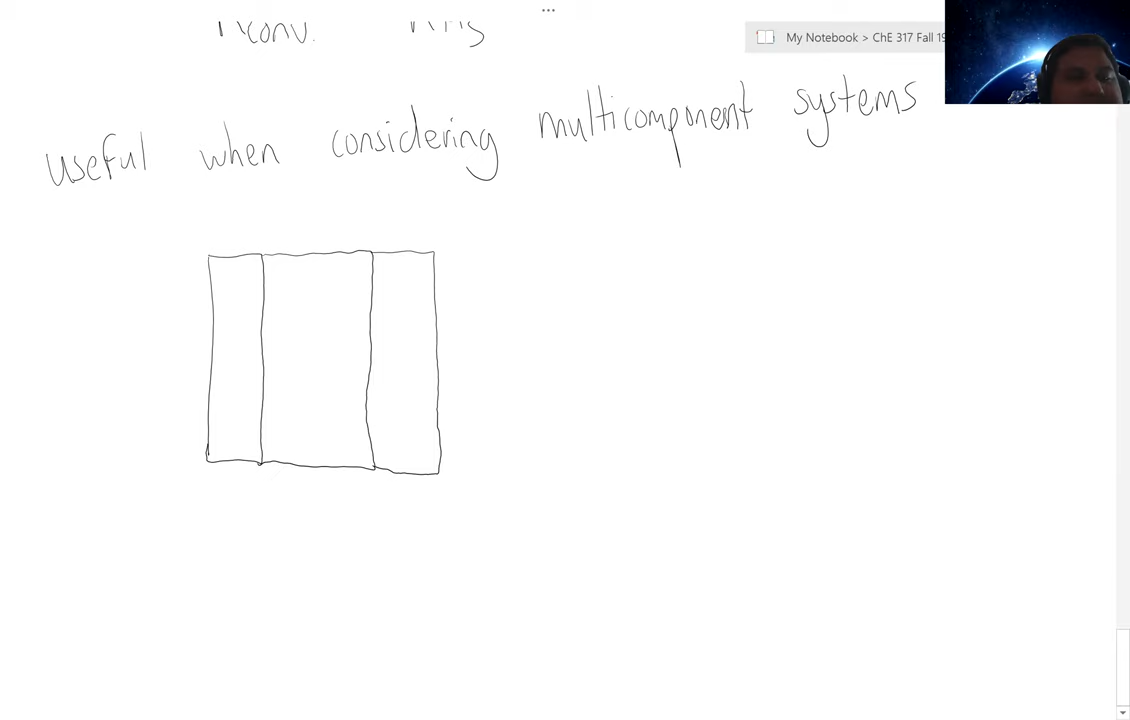 My Notebook > ChE 317 Fall 19
useful when considering multicomponent systems